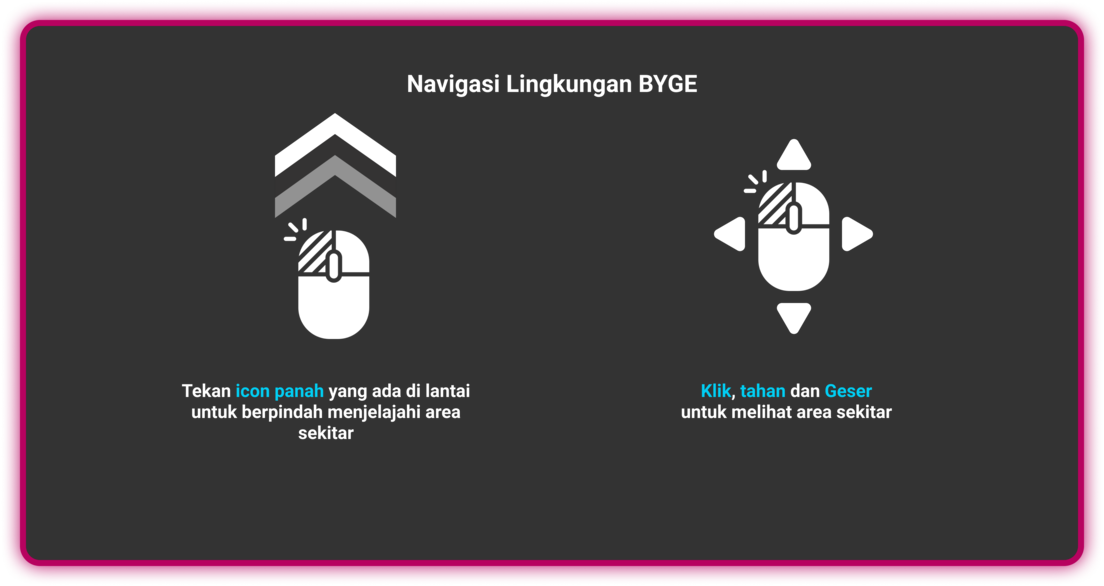 Navigasi Lingkungan BYGE
Tekan icon panah yang ada di lantai
untuk berpindah menjelajahi area
sekitar
Klik, tahan dan Geser
untuk melihat area sekitar